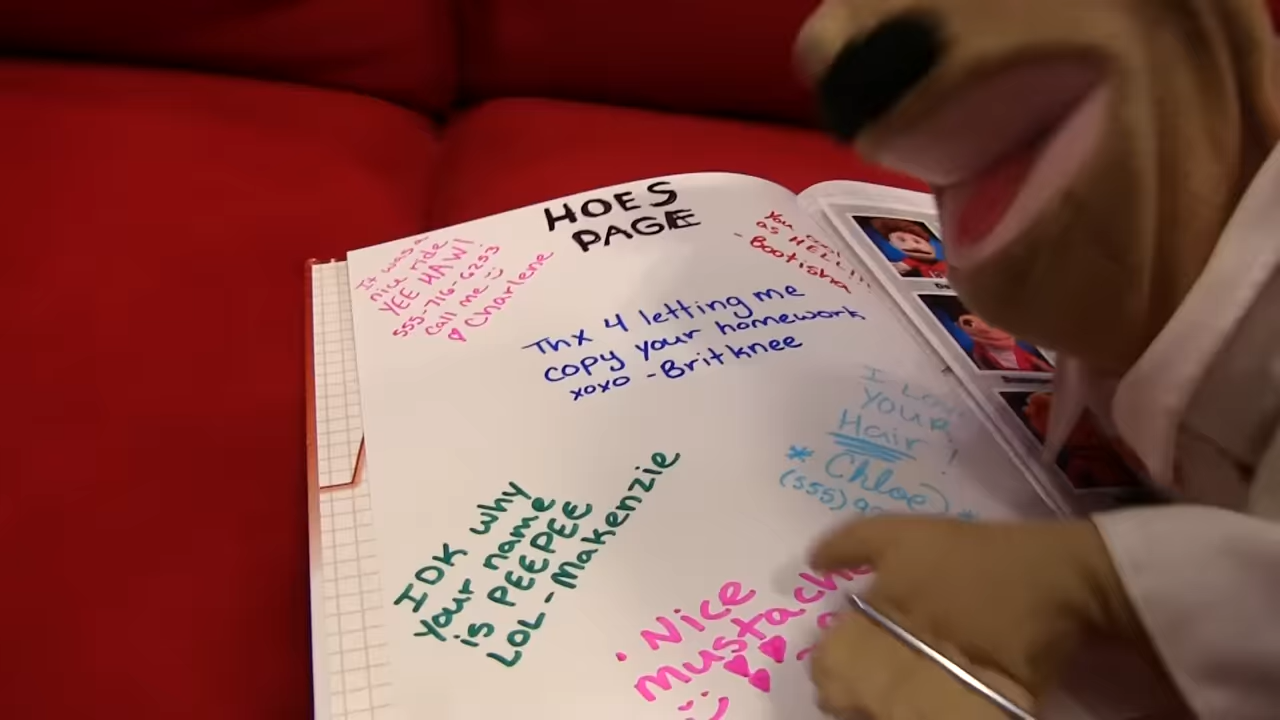 HOES
PAGE
It was a
nice ride
YEE HAW!
555-716-6253
call me
Charlene
You
as HELL!!!
- Bootisha
Thx 4 letting me
copy your homework
xoxo - Britknee
I
YOUR
Hair!
* Chloe *
(555)
IDK why
your name
is PEEPEE
LOL - Makenzie
. Nice
mustache